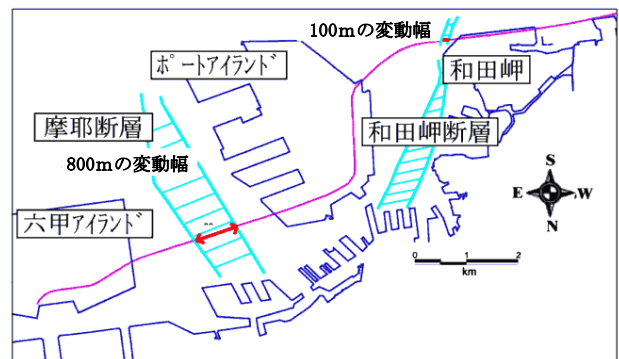 100mの変動幅
ポートアイランド
和田岬
摩耶断層
和田岬断層
800mの変動幅
六甲アイランド
S
E
W
N
0 1 2
km